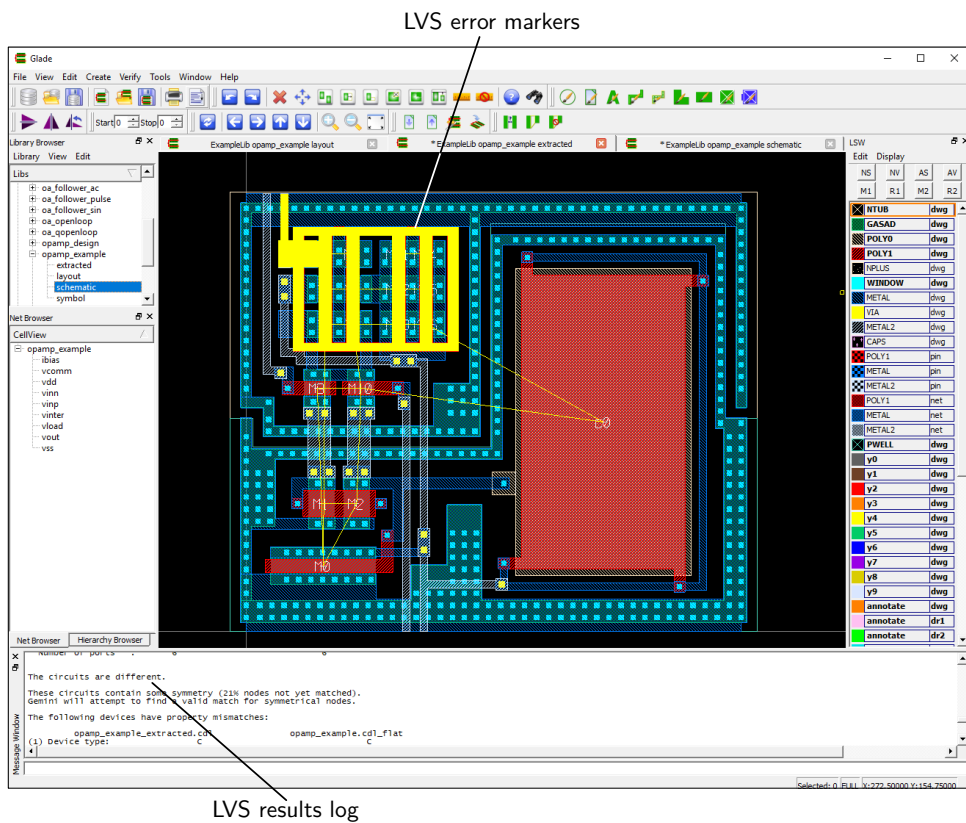 LVS error markers
Glade
File View Edit Create Verify Tools Window Help
Start 0 Stop 0
Library Browser
Library View Edit
Libs
oa_follower_ac
oa_follower_pulse
oa_follower_sin
oa_openloop
oa_qopenloop
opamp_design
opamp_example
extracted
layout
schematic
symbol
Net Browser
CellView
opamp_example
ibias
vcomm
vdd
vinn
vinp
vinter
vload
vout
vss
Net Browser Hierarchy Browser
ExampleLib opamp_example layout
* ExampleLib opamp_example extracted
* ExampleLib opamp_example schematic
M10
M1 M2
M0
LSW
Edit Display
NS NV AS AV
M1 R1 M2 R2
NTUB dwg
GASAD dwg
POLY0 dwg
POLY1 dwg
NPLUS dwg
WINDOW dwg
METAL dwg
VIA dwg
METAL2 dwg
CAPS dwg
POLY1 pin
METAL pin
METAL2 pin
POLY1 net
METAL net
METAL2 net
PWELL dwg
y0 dwg
y1 dwg
y2 dwg
y3 dwg
y4 dwg
y5 dwg
y6 dwg
y7 dwg
y8 dwg
y9 dwg
annotate dwg
annotate dr1
annotate dr2
Message Window
Number of ports : 6 6
The circuits are different.
These circuits contain some symmetry (21% nodes not yet matched).
Gemini will attempt to find a valid match for symmetrical nodes.
The following devices have property mismatches:
opamp_example_extracted.cdl opamp_example.cdl_flat
(1) Device type: C C
Selected: 0 FULL X:272.50000 Y:154.75000
LVS results log